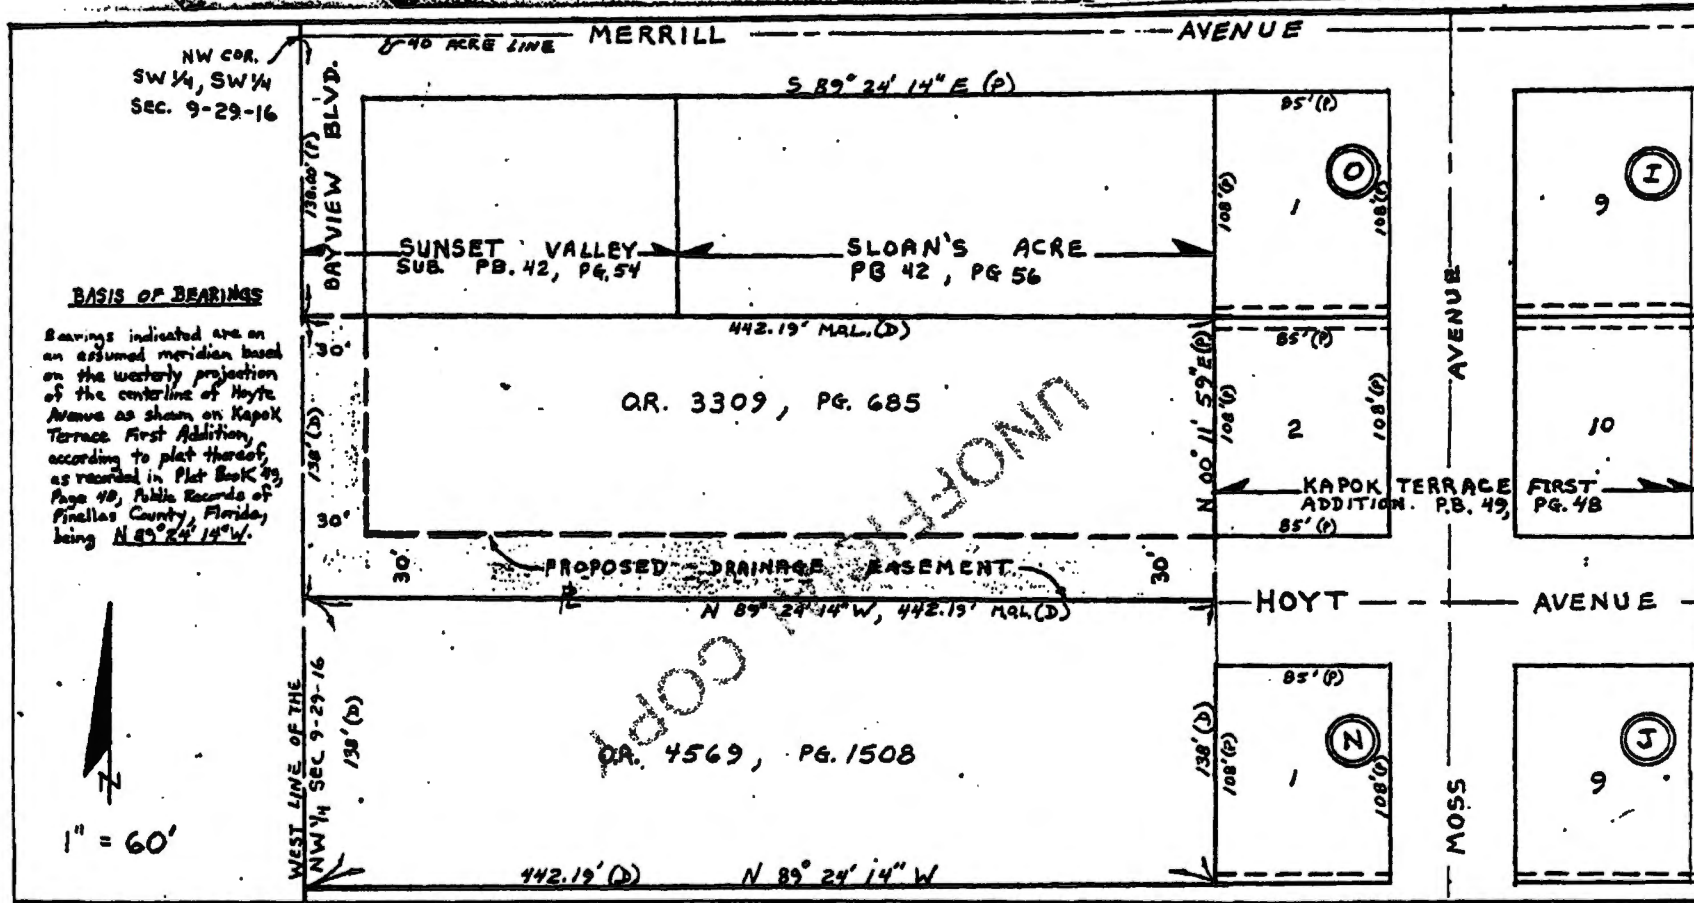 40 ACRE LINE
MERRILL AVENUE
NW COR.
SW 1/4, SW 1/4
SEC. 9-29-16
S 89° 24' 14" E (P)
BAYVIEW BLVD.
138.00' (P)
85' (P)
108' (P)
1
O
108' (P)
9
I
SUNSET VALLEY
SUB. PB. 42, PG. 54
SLOAN'S ACRE
PB 42, PG 56
BASIS OF BEARINGS
Bearings indicated are on
an assumed meridian based
on the westerly projection
of the centerline of Hoyte
Avenue as shown on Kapok
Terrace First Addition,
according to plat thereof,
as recorded in Plat Book 49,
Page 48, Public Records of
Pinellas County, Florida,
being N 89° 24' 14" W.
442.19' M.O.L. (D)
30'
138' (D)
30'
O.R. 3309, PG. 685
N 00° 11' 59" E (P)
85' (P)
108' (P)
2
108' (P)
10
AVENUE
KAPOK TERRACE FIRST
ADDITION. P.B. 49, PG. 48
85' (P)
30'
PROPOSED DRAINAGE EASEMENT
30'
N 89° 24' 14" W, 442.19' M.O.L. (D)
HOYT AVENUE
UNOFFICIAL COPY
WEST LINE OF THE
NW 1/4 SEC 9-29-16
138' (D)
O.R. 4569, PG. 1508
138' (D)
85' (P)
108' (P)
1
Z
108' (P)
MOSS
9
J
N
1" = 60'
442.19' (D) N 89° 24' 14" W